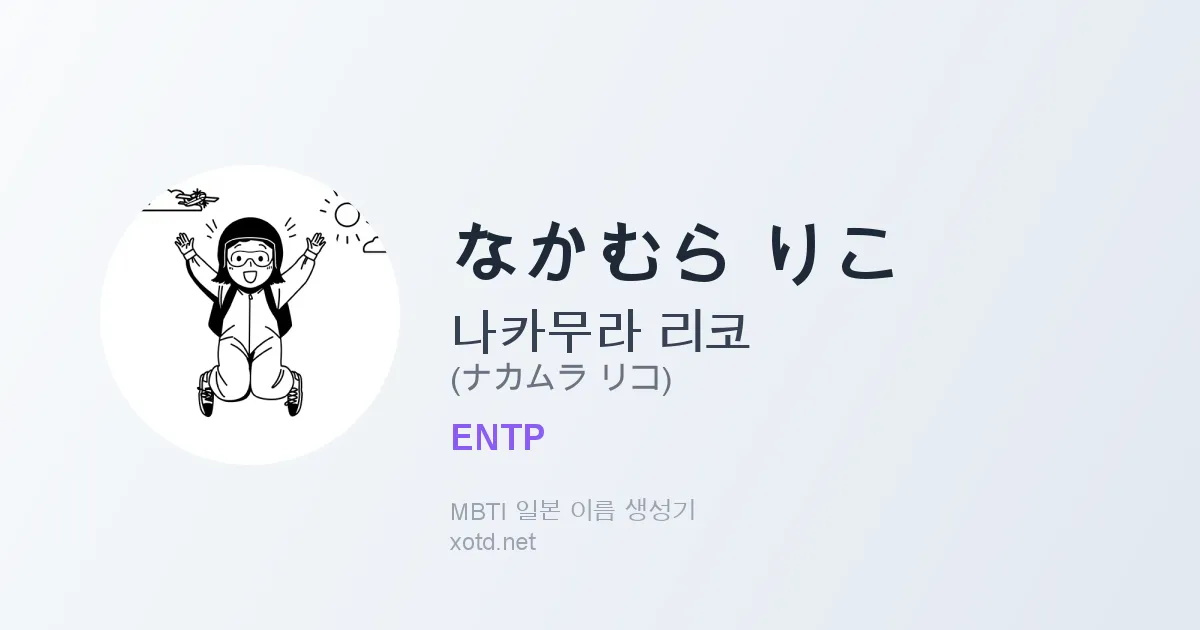 なかむら りこ
나카무라 리코
(ナカムラ リコ)
ENTP
MBTI 일본 이름 생성기
xotd.net